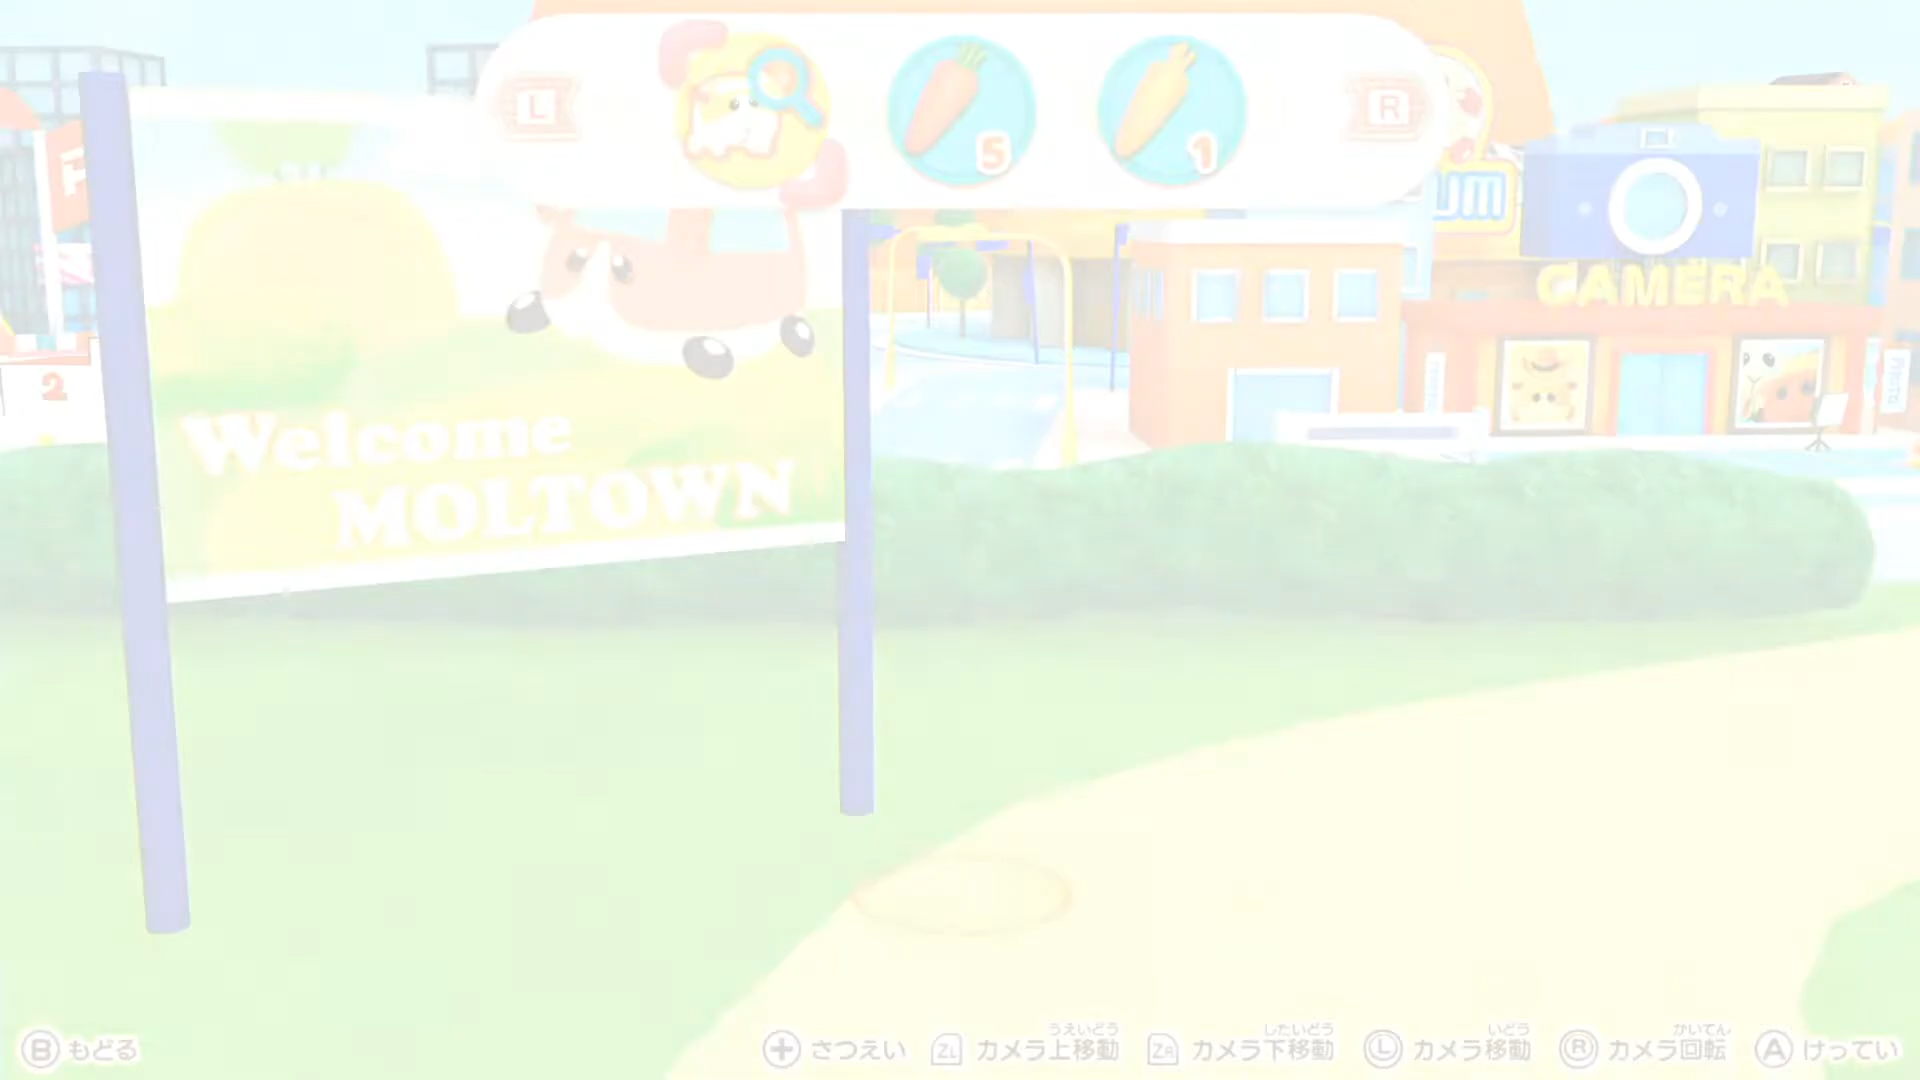 L
5
1
R
UM
CAMERA
2
Welcome
MOLTOWN
B もどる
+ さつえい
ZL カメラ上移動
うえいどう
ZR カメラ下移動
したいどう
L カメラ移動
いどう
R カメラ回転
かいてん
A けってい